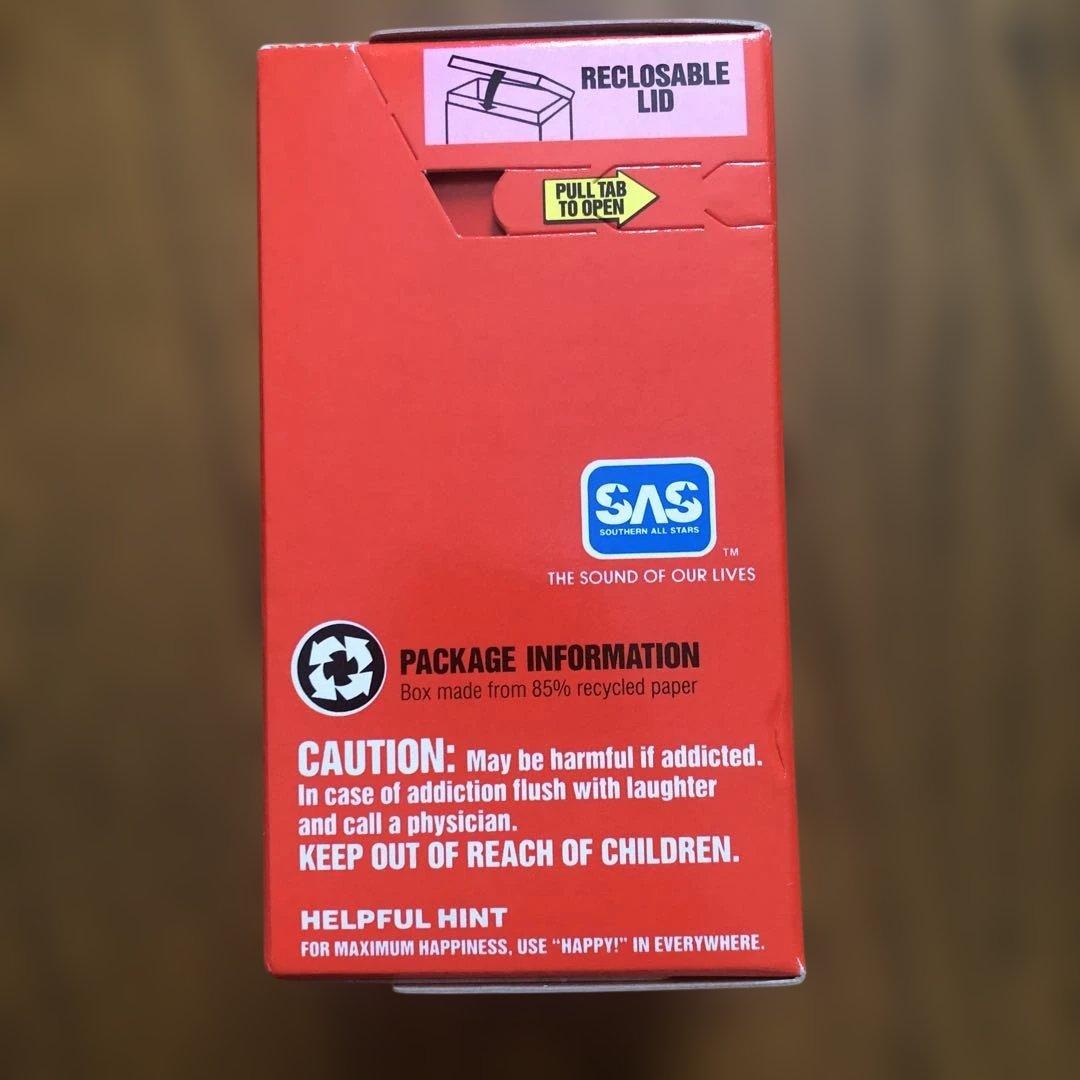 RECLOSABLE
LID
PULL TAB
TO OPEN
SAS
SOUTHERN ALL STARS
TM
THE SOUND OF OUR LIVES
PACKAGE INFORMATION
Box made from 85% recycled paper
CAUTION: May be harmful if addicted.
In case of addiction flush with laughter
and call a physician.
KEEP OUT OF REACH OF CHILDREN.
HELPFUL HINT
FOR MAXIMUM HAPPINESS, USE “HAPPY!” IN EVERYWHERE.